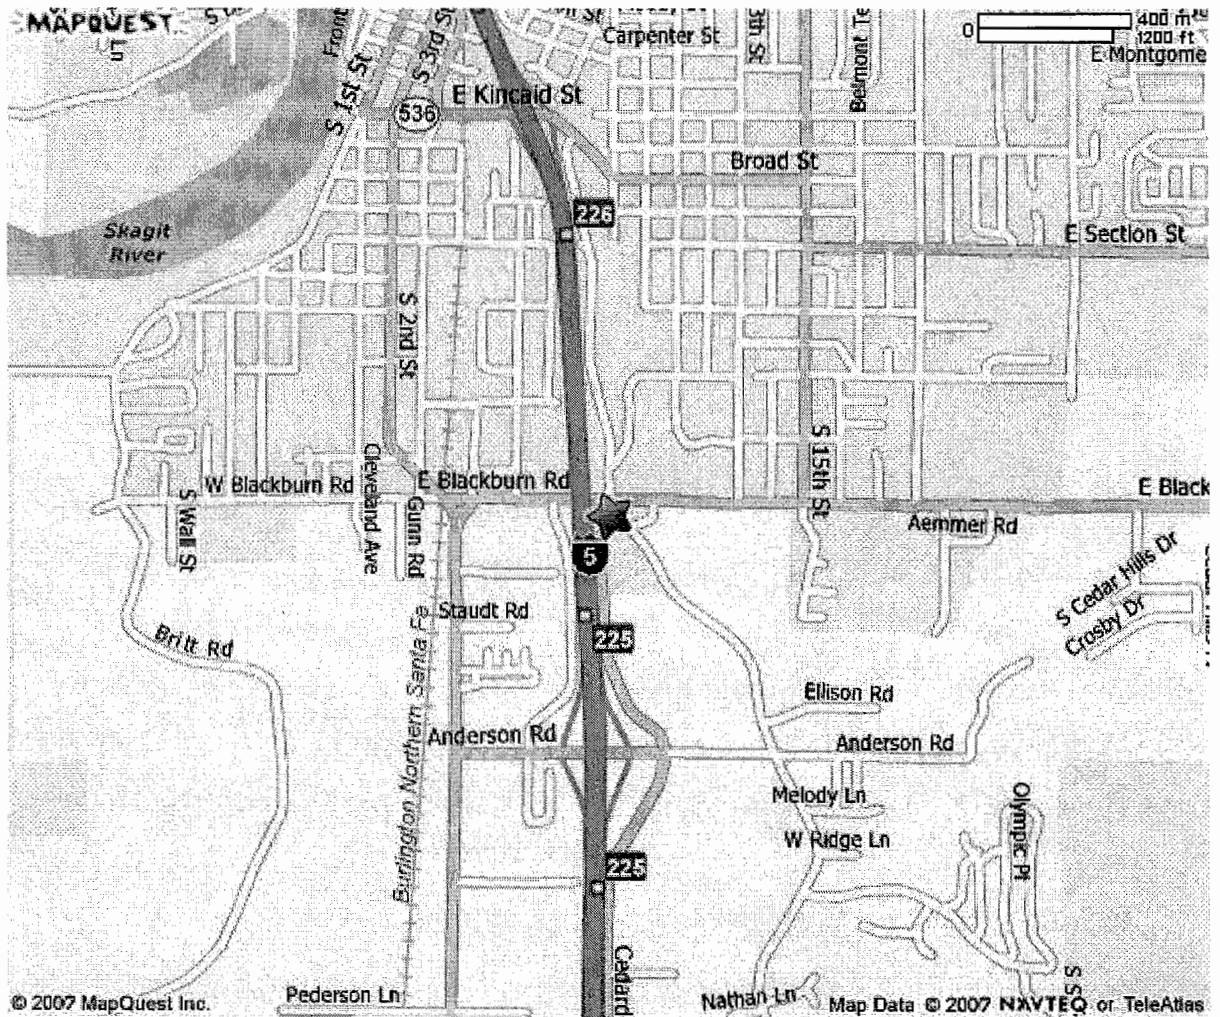 MAPQUEST
Ln
S 1st St
S 3rd St
Carpenter St
Belmont Te
0
400 m
1200 ft
E Montgome
E Kincaid St
536
Broad St
226
Skagit
River
E Section St
S 2nd St
S 15th St
Cleveland Ave
W Blackburn Rd
E Blackburn Rd
E Black
S Wall St
Gunn Rd
Aemmer Rd
5
S Cedar Hills Dr
Crosby Dr
Staudt Rd
225
Britt Rd
Burlington Northern Santa Fe
Ellison Rd
Anderson Rd
Anderson Rd
Melody Ln
Olympic Pl
W Ridge Ln
225
Cedard
Pederson Ln
Nathan Ln
© 2007 MapQuest Inc.
Map Data © 2007 NAVTEQ or TeleAtlas